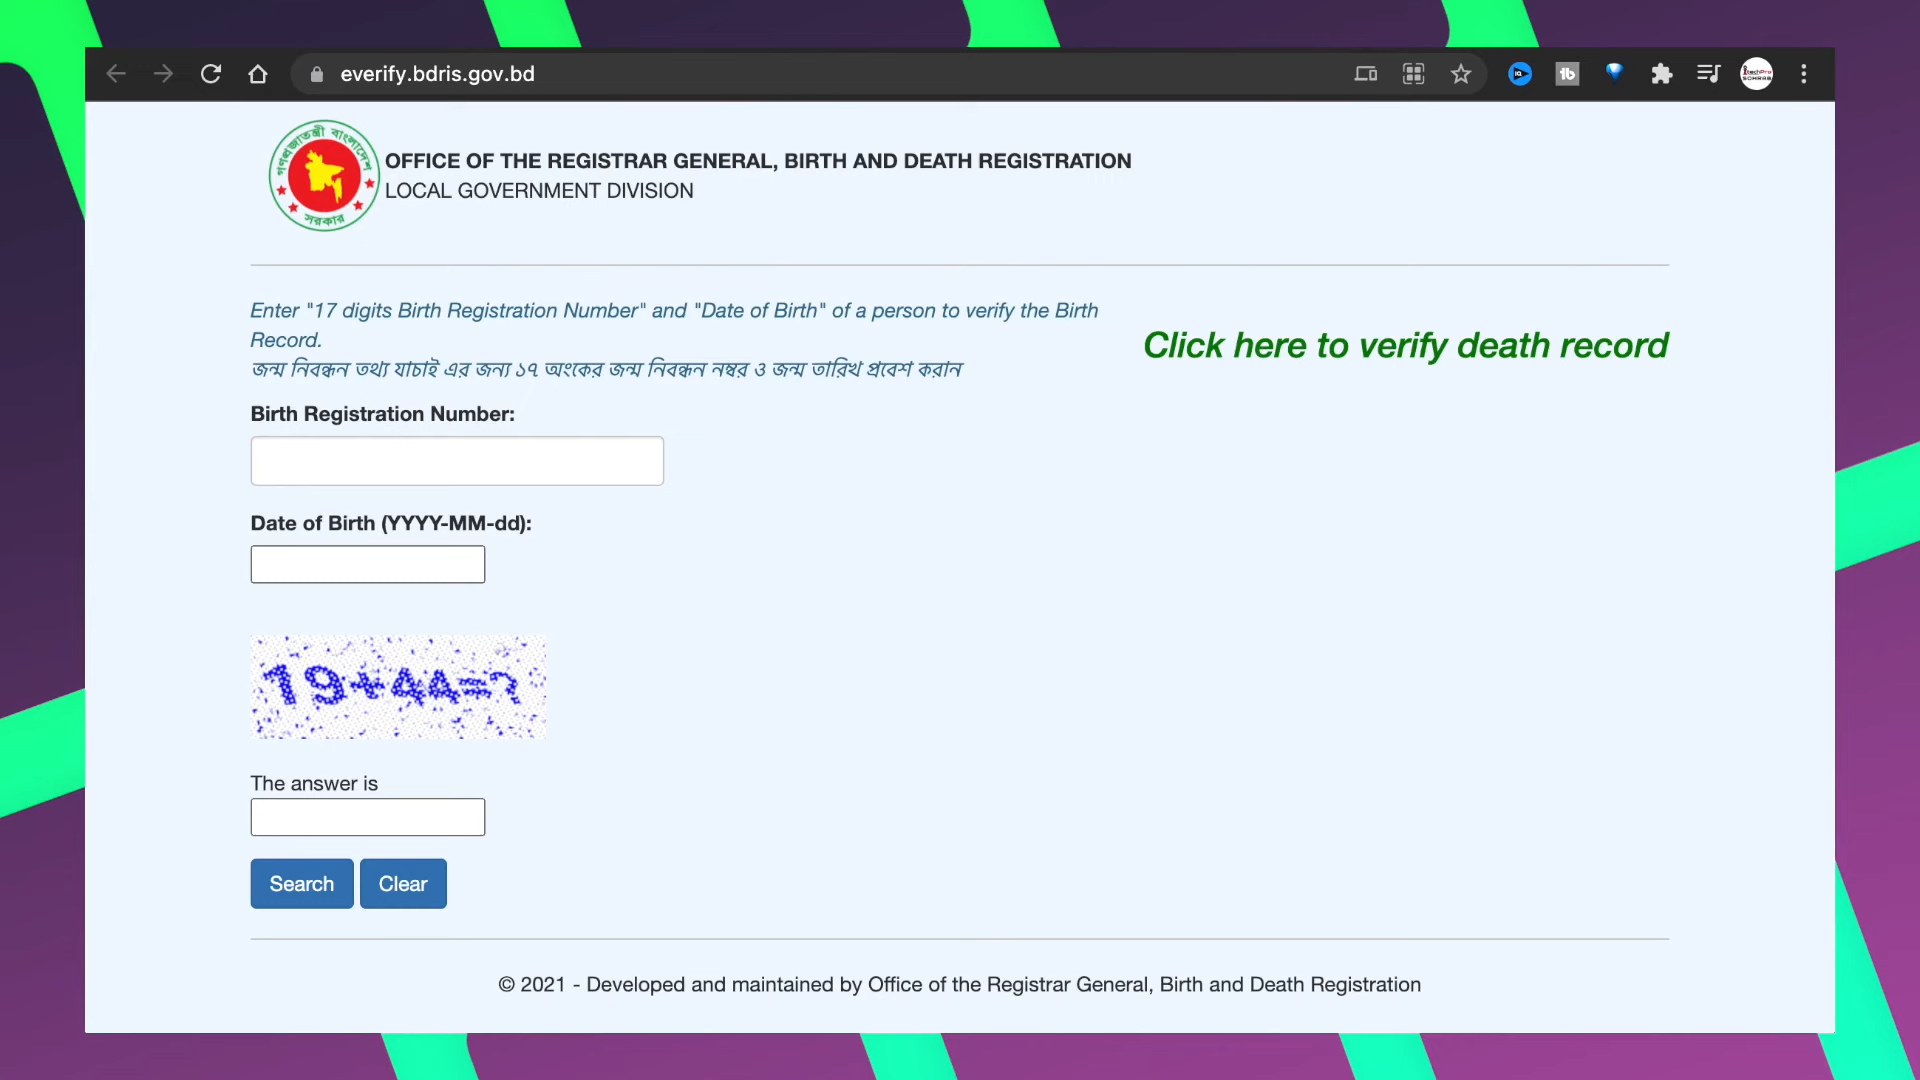 everify.bdris.gov.bd
গণপ্রজাতন্ত্রী বাংলাদেশ
সরকার
OFFICE OF THE REGISTRAR GENERAL, BIRTH AND DEATH REGISTRATION
LOCAL GOVERNMENT DIVISION
Enter "17 digits Birth Registration Number" and "Date of Birth" of a person to verify the Birth
Record.
জন্ম নিবন্ধন তথ্য যাচাই এর জন্য ১৭ অংকের জন্ম নিবন্ধন নম্বর ও জন্ম তারিখ প্রবেশ করান
Click here to verify death record
Birth Registration Number:
Date of Birth (YYYY-MM-dd):
19+44=?
The answer is
Search Clear
© 2021 - Developed and maintained by Office of the Registrar General, Birth and Death Registration